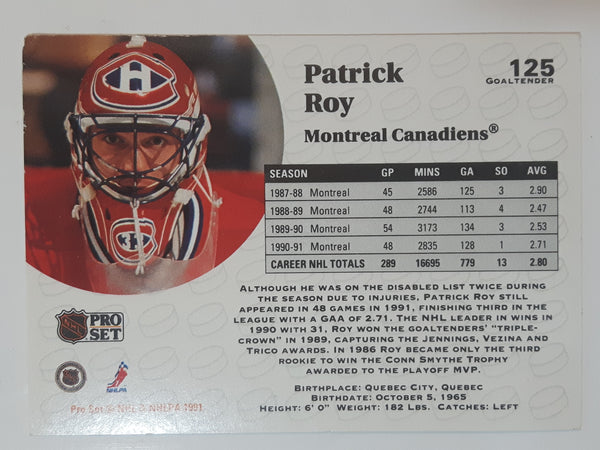 Patrick
Roy
Montreal Canadiens®
125
GOALTENDER
SEASON GP MINS GA SO AVG
1987-88 Montreal 45 2586 125 3 2.90
1988-89 Montreal 48 2744 113 4 2.47
1989-90 Montreal 54 3173 134 3 2.53
1990-91 Montreal 48 2835 128 1 2.71
CAREER NHL TOTALS 289 16695 779 13 2.80
ALTHOUGH HE WAS ON THE DISABLED LIST TWICE DURING
THE SEASON DUE TO INJURIES, PATRICK ROY STILL
APPEARED IN 48 GAMES IN 1991, FINISHING THIRD IN THE
LEAGUE WITH A GAA OF 2.71. THE NHL LEADER IN WINS IN
1990 WITH 31, ROY WON THE GOALTENDERS' "TRIPLE-
CROWN" IN 1989, CAPTURING THE JENNINGS, VEZINA AND
TRICO AWARDS. IN 1986 ROY BECAME ONLY THE THIRD
ROOKIE TO WIN THE CONN SMYTHE TROPHY
AWARDED TO THE PLAYOFF MVP.
BIRTHPLACE: QUEBEC CITY, QUEBEC
BIRTHDATE: OCTOBER 5, 1965
HEIGHT: 6' 0" WEIGHT: 182 LBS. CATCHES: LEFT
NHL PRO
SET
NHLPA
Pro Set © NHL & NHLPA 1991